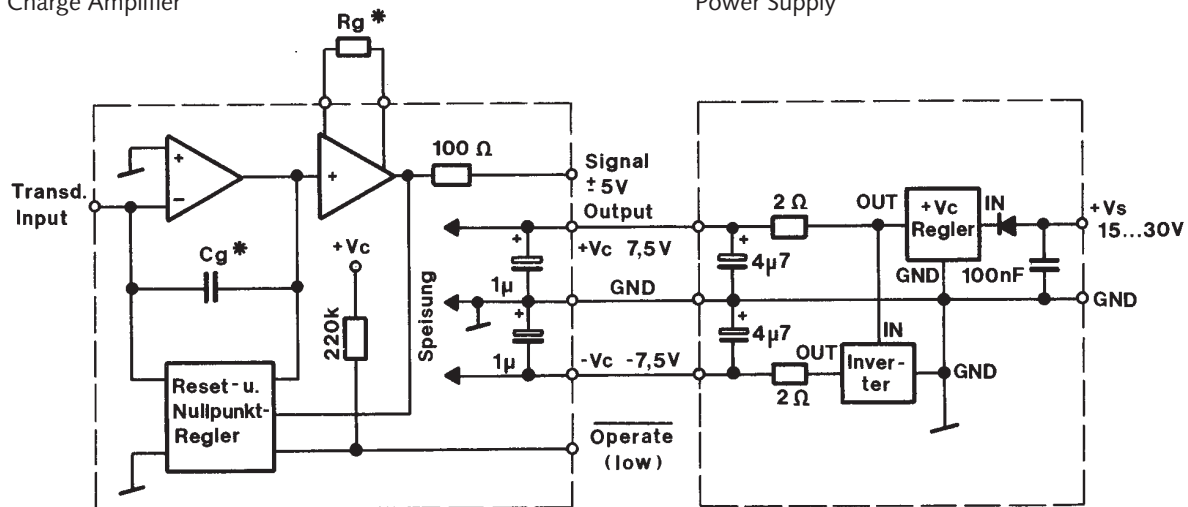 Charge Amplifier
Power Supply
Rg *
100 Ω
Signal
± 5V
Output
Transd.
Input
+
−
+
Cg*
+Vc
220k
Speisung
+
1µ
+
1µ
+Vc 7,5V
GND
-Vc -7,5V
Reset-u.
Nullpunkt-
Regler
Operate
(low)
2 Ω
OUT
+Vc
Regler
IN
+Vs
15...30V
+
4µ7
GND
100nF
GND
+
4µ7
IN
OUT
Inver-
ter
GND
2 Ω